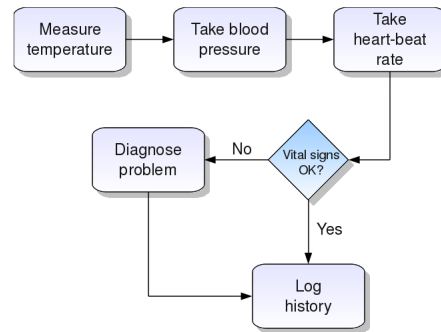 Measure
temperature
Take blood
pressure
Take
heart-beat
rate
Vital signs
OK?
No
Diagnose
problem
Yes
Log
history